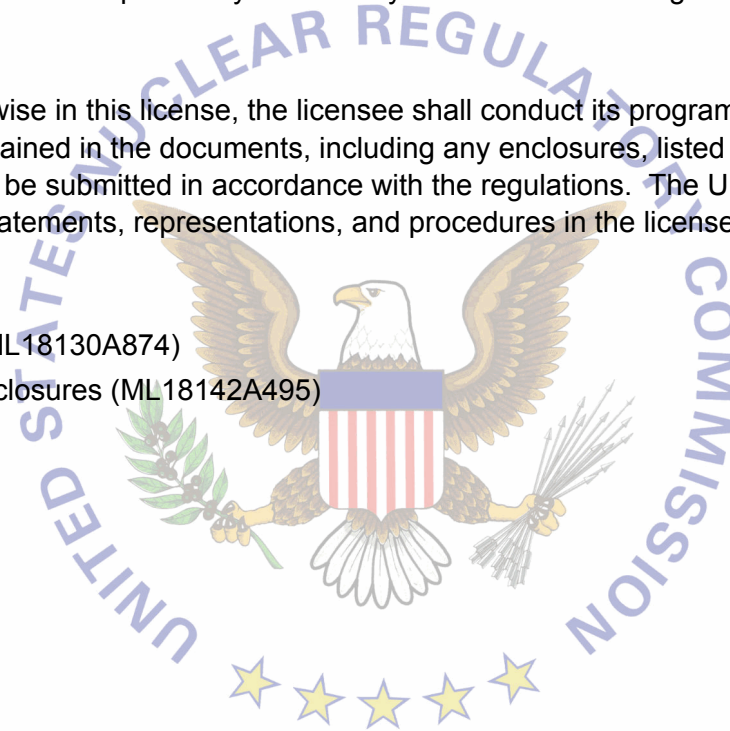 UNITED STATES NUCLEAR REGULATORY COMMISSION
wise in this license, the licensee shall conduct its program
ained in the documents, including any enclosures, listed
be submitted in accordance with the regulations. The U
atements, representations, and procedures in the license
ML18130A874)
closures (ML18142A495)